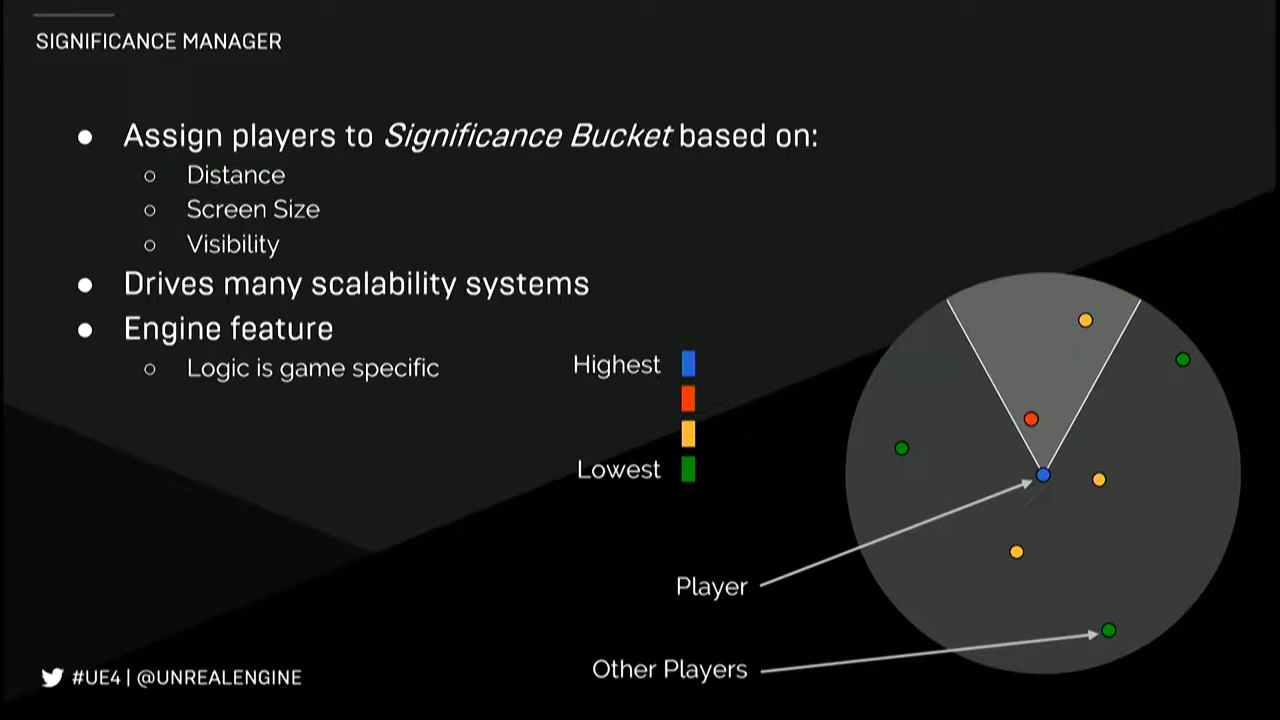 SIGNIFICANCE MANAGER
● Assign players to Significance Bucket based on:
○ Distance
○ Screen Size
○ Visibility
● Drives many scalability systems
● Engine feature
○ Logic is game specific
Highest
Lowest
Player
Other Players
#UE4 | @UNREALENGINE